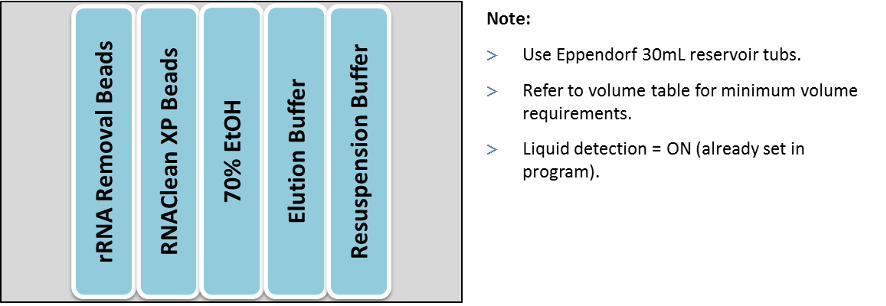 rRNA Removal Beads
RNAClean XP Beads
70% EtOH
Elution Buffer
Resuspension Buffer
Note:
> Use Eppendorf 30mL reservoir tubs.
> Refer to volume table for minimum volume
requirements.
> Liquid detection = ON (already set in
program).